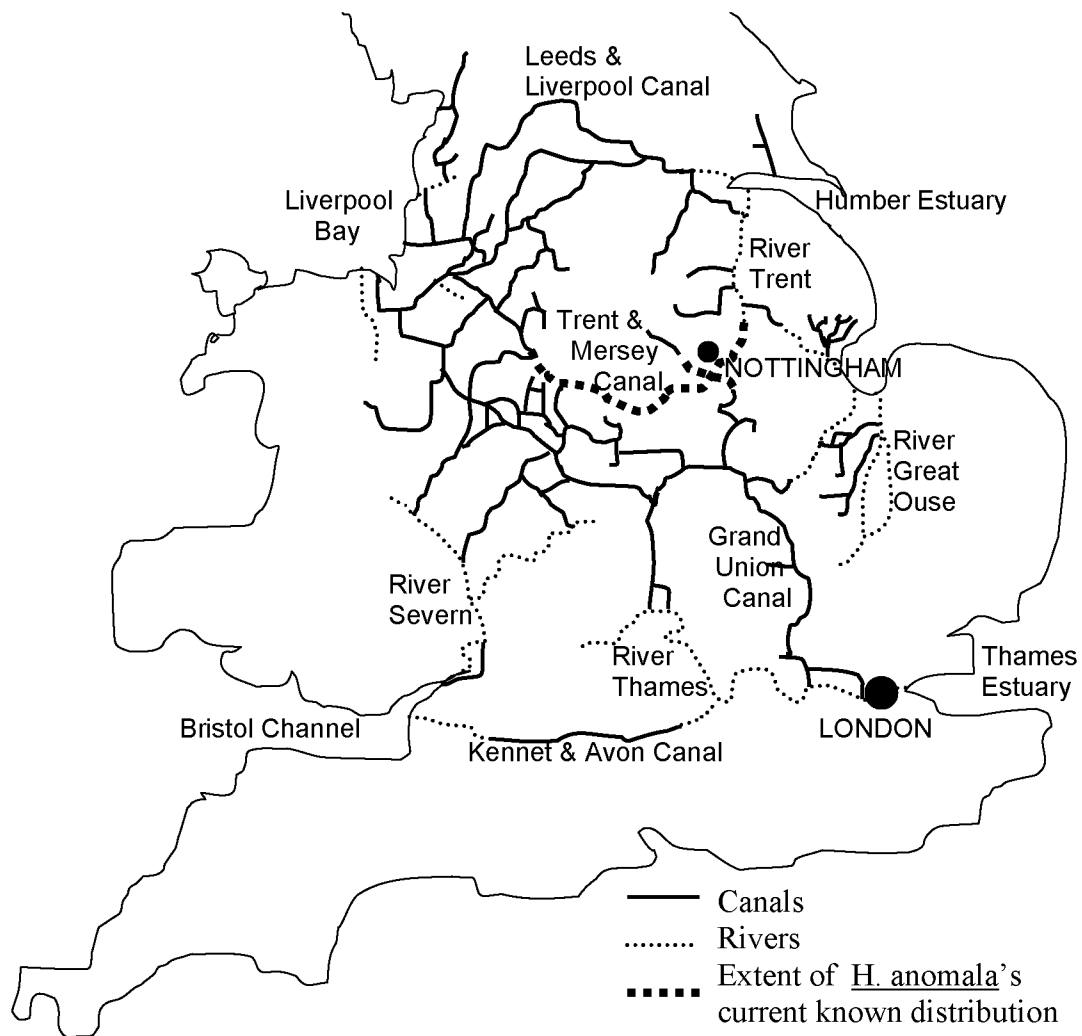 Leeds &
Liverpool Canal
Liverpool
Bay
Humber Estuary
River
Trent
Trent &
Mersey
Canal
NOTTINGHAM
River
Great
Ouse
Grand
Union
Canal
River
Severn
River
Thames
Thames
Estuary
Bristol Channel
LONDON
Kennet & Avon Canal
Canals
Rivers
Extent of H. anomala's
current known distribution